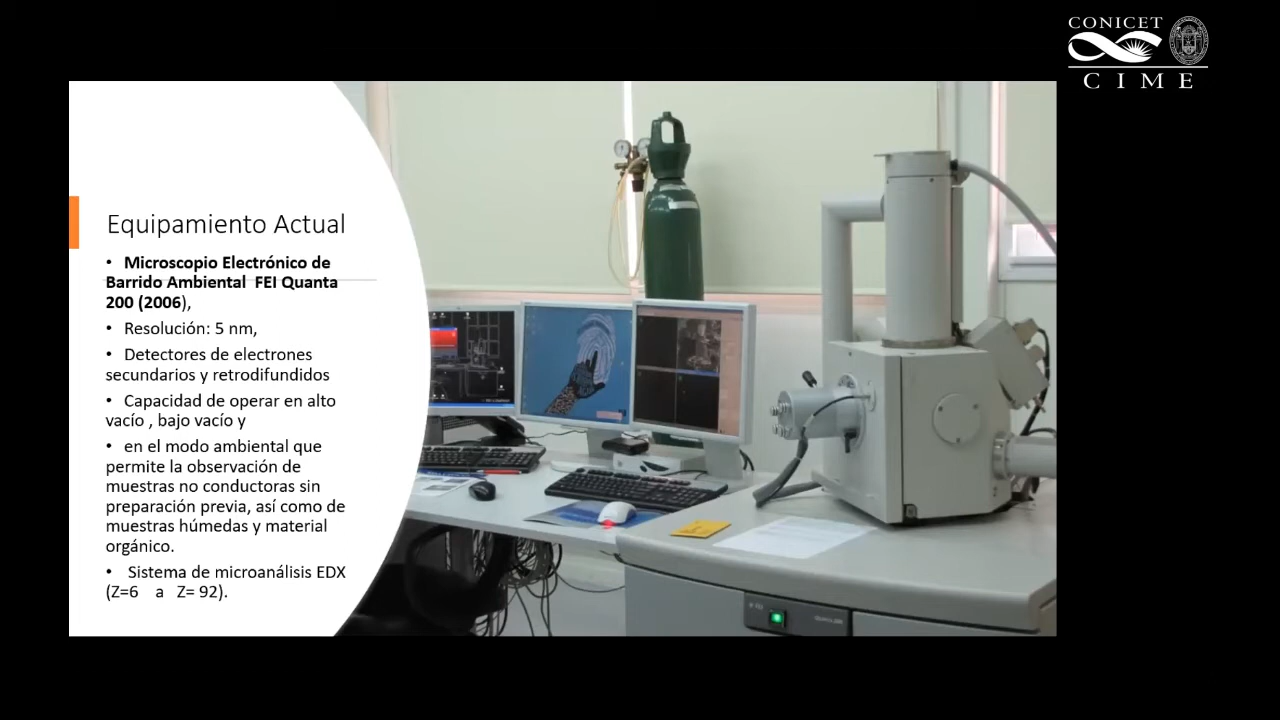 CONICET
CIME
Equipamiento Actual
• Microscopio Electrónico de
Barrido Ambiental FEI Quanta
200 (2006),
• Resolución: 5 nm,
• Detectores de electrones
secundarios y retrodifundidos
• Capacidad de operar en alto
vacío , bajo vacío y
• en el modo ambiental que
permite la observación de
muestras no conductoras sin
preparación previa, así como de
muestras húmedas y material
orgánico.
• Sistema de microanálisis EDX
(Z=6 a Z= 92).